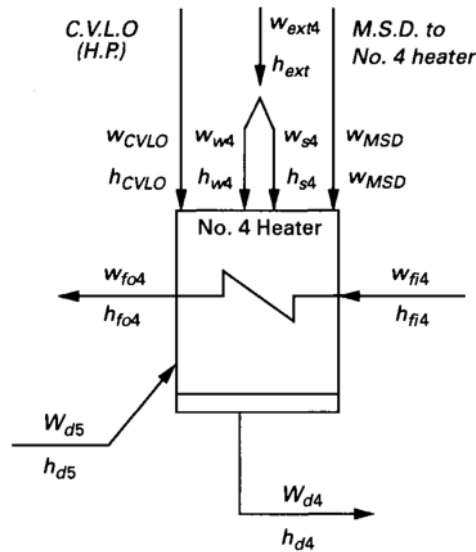 C.V.L.O
(H.P.)
w_ext4
h_ext
M.S.D. to
No. 4 heater
w_CVLO
h_CVLO
w_w4
h_w4
w_s4
h_s4
w_MSD
w_MSD
No. 4 Heater
w_fo4
h_fo4
w_fi4
h_fi4
W_d5
h_d5
W_d4
h_d4